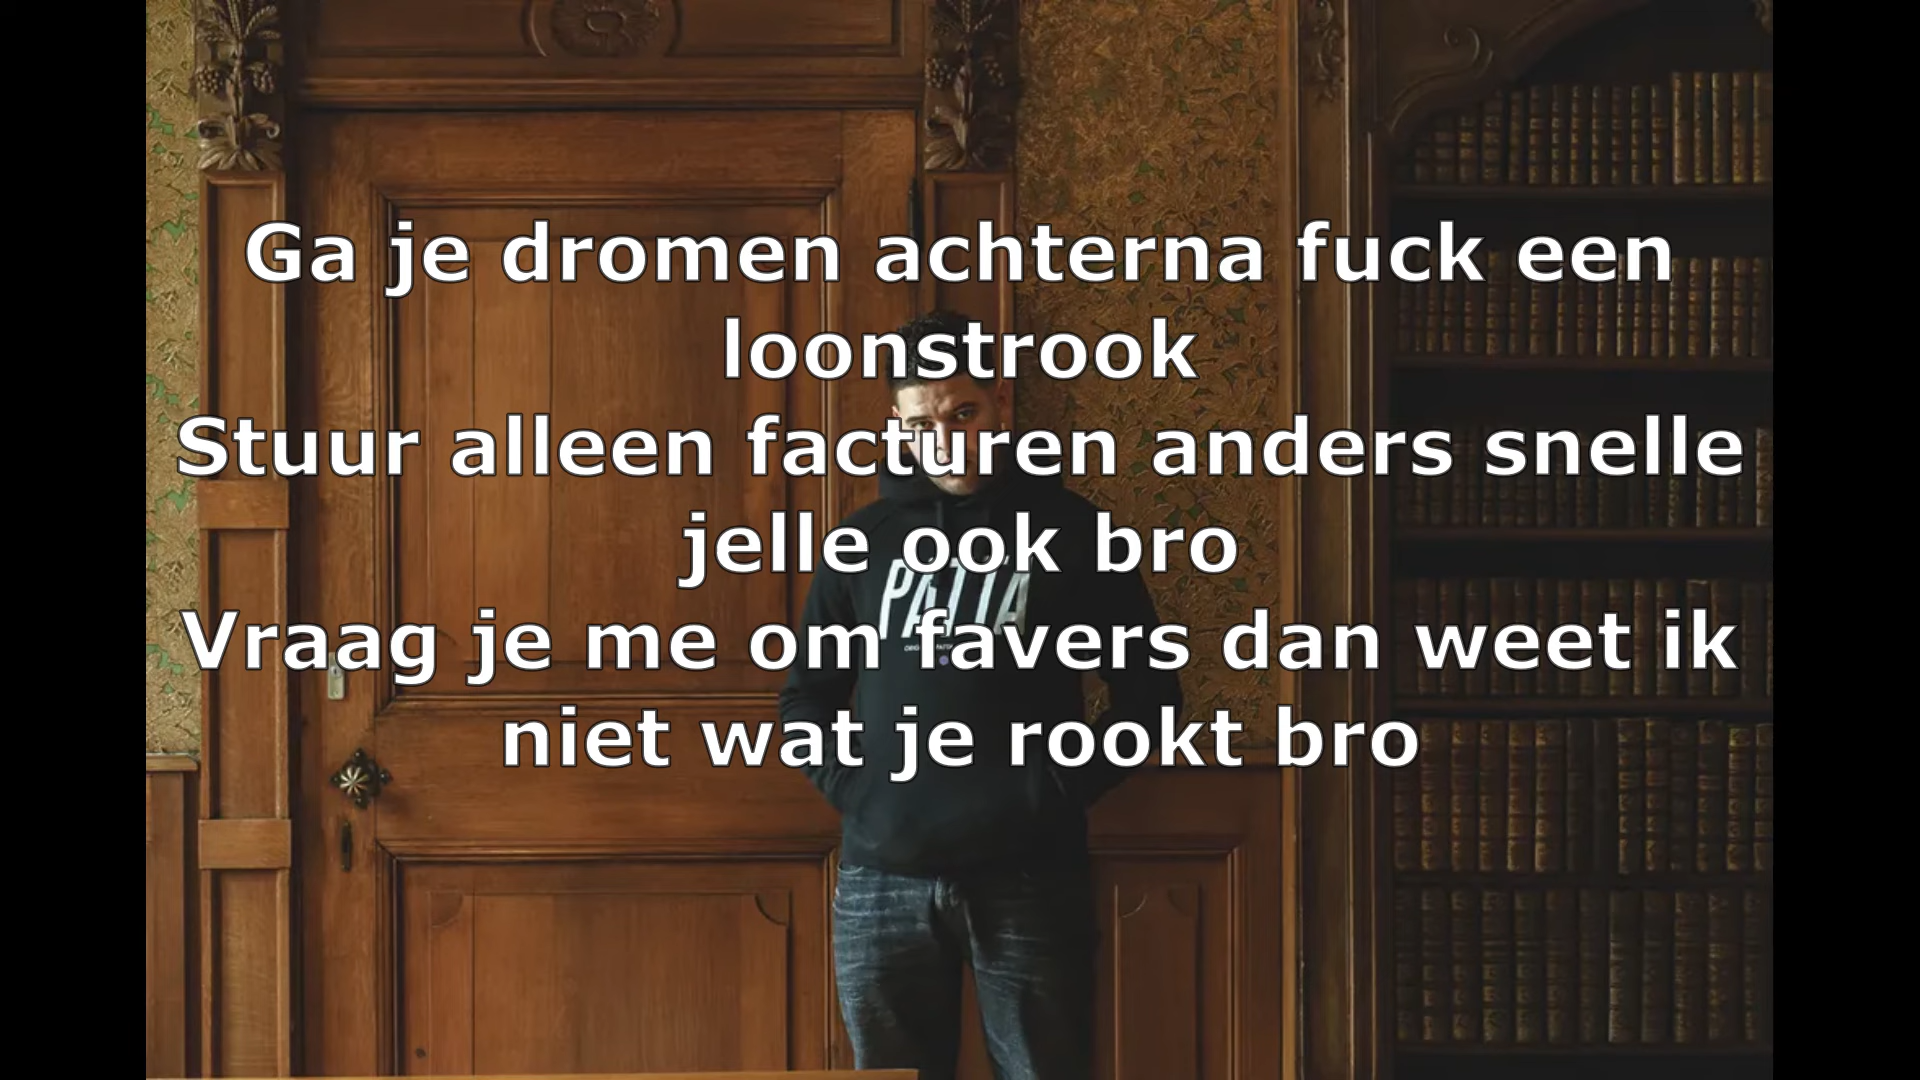 Ga je dromen achterna fuck een
loonstrook
Stuur alleen facturen anders snelle
jelle ook bro
PATTA
Vraag je me om favers dan weet ik
niet wat je rookt bro